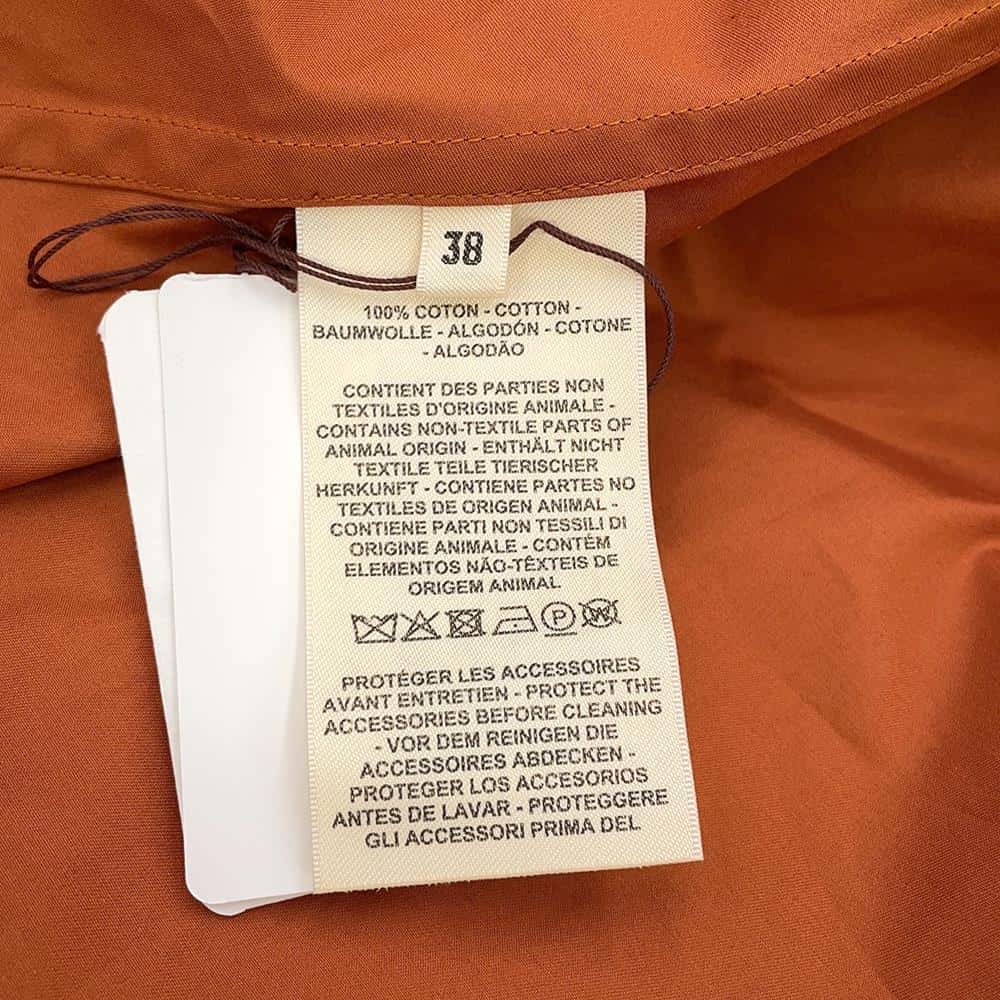 38
100% COTON - COTTON -
BAUMWOLLE - ALGODÓN - COTONE
- ALGODÃO
CONTIENT DES PARTIES NON
TEXTILES D'ORIGINE ANIMALE -
CONTAINS NON-TEXTILE PARTS OF
ANIMAL ORIGIN - ENTHÄLT NICHT
TEXTILE TEILE TIERISCHER
HERKUNFT - CONTIENE PARTES NO
TEXTILES DE ORIGEN ANIMAL -
CONTIENE PARTI NON TESSILI DI
ORIGINE ANIMALE - CONTÉM
ELEMENTOS NÃO-TÊXTEIS DE
ORIGEM ANIMAL
P W
PROTÉGER LES ACCESSOIRES
AVANT ENTRETIEN - PROTECT THE
ACCESSORIES BEFORE CLEANING
- VOR DEM REINIGEN DIE
ACCESSOIRES ABDECKEN -
PROTEGER LOS ACCESORIOS
ANTES DE LAVAR - PROTEGGERE
GLI ACCESSORI PRIMA DEL